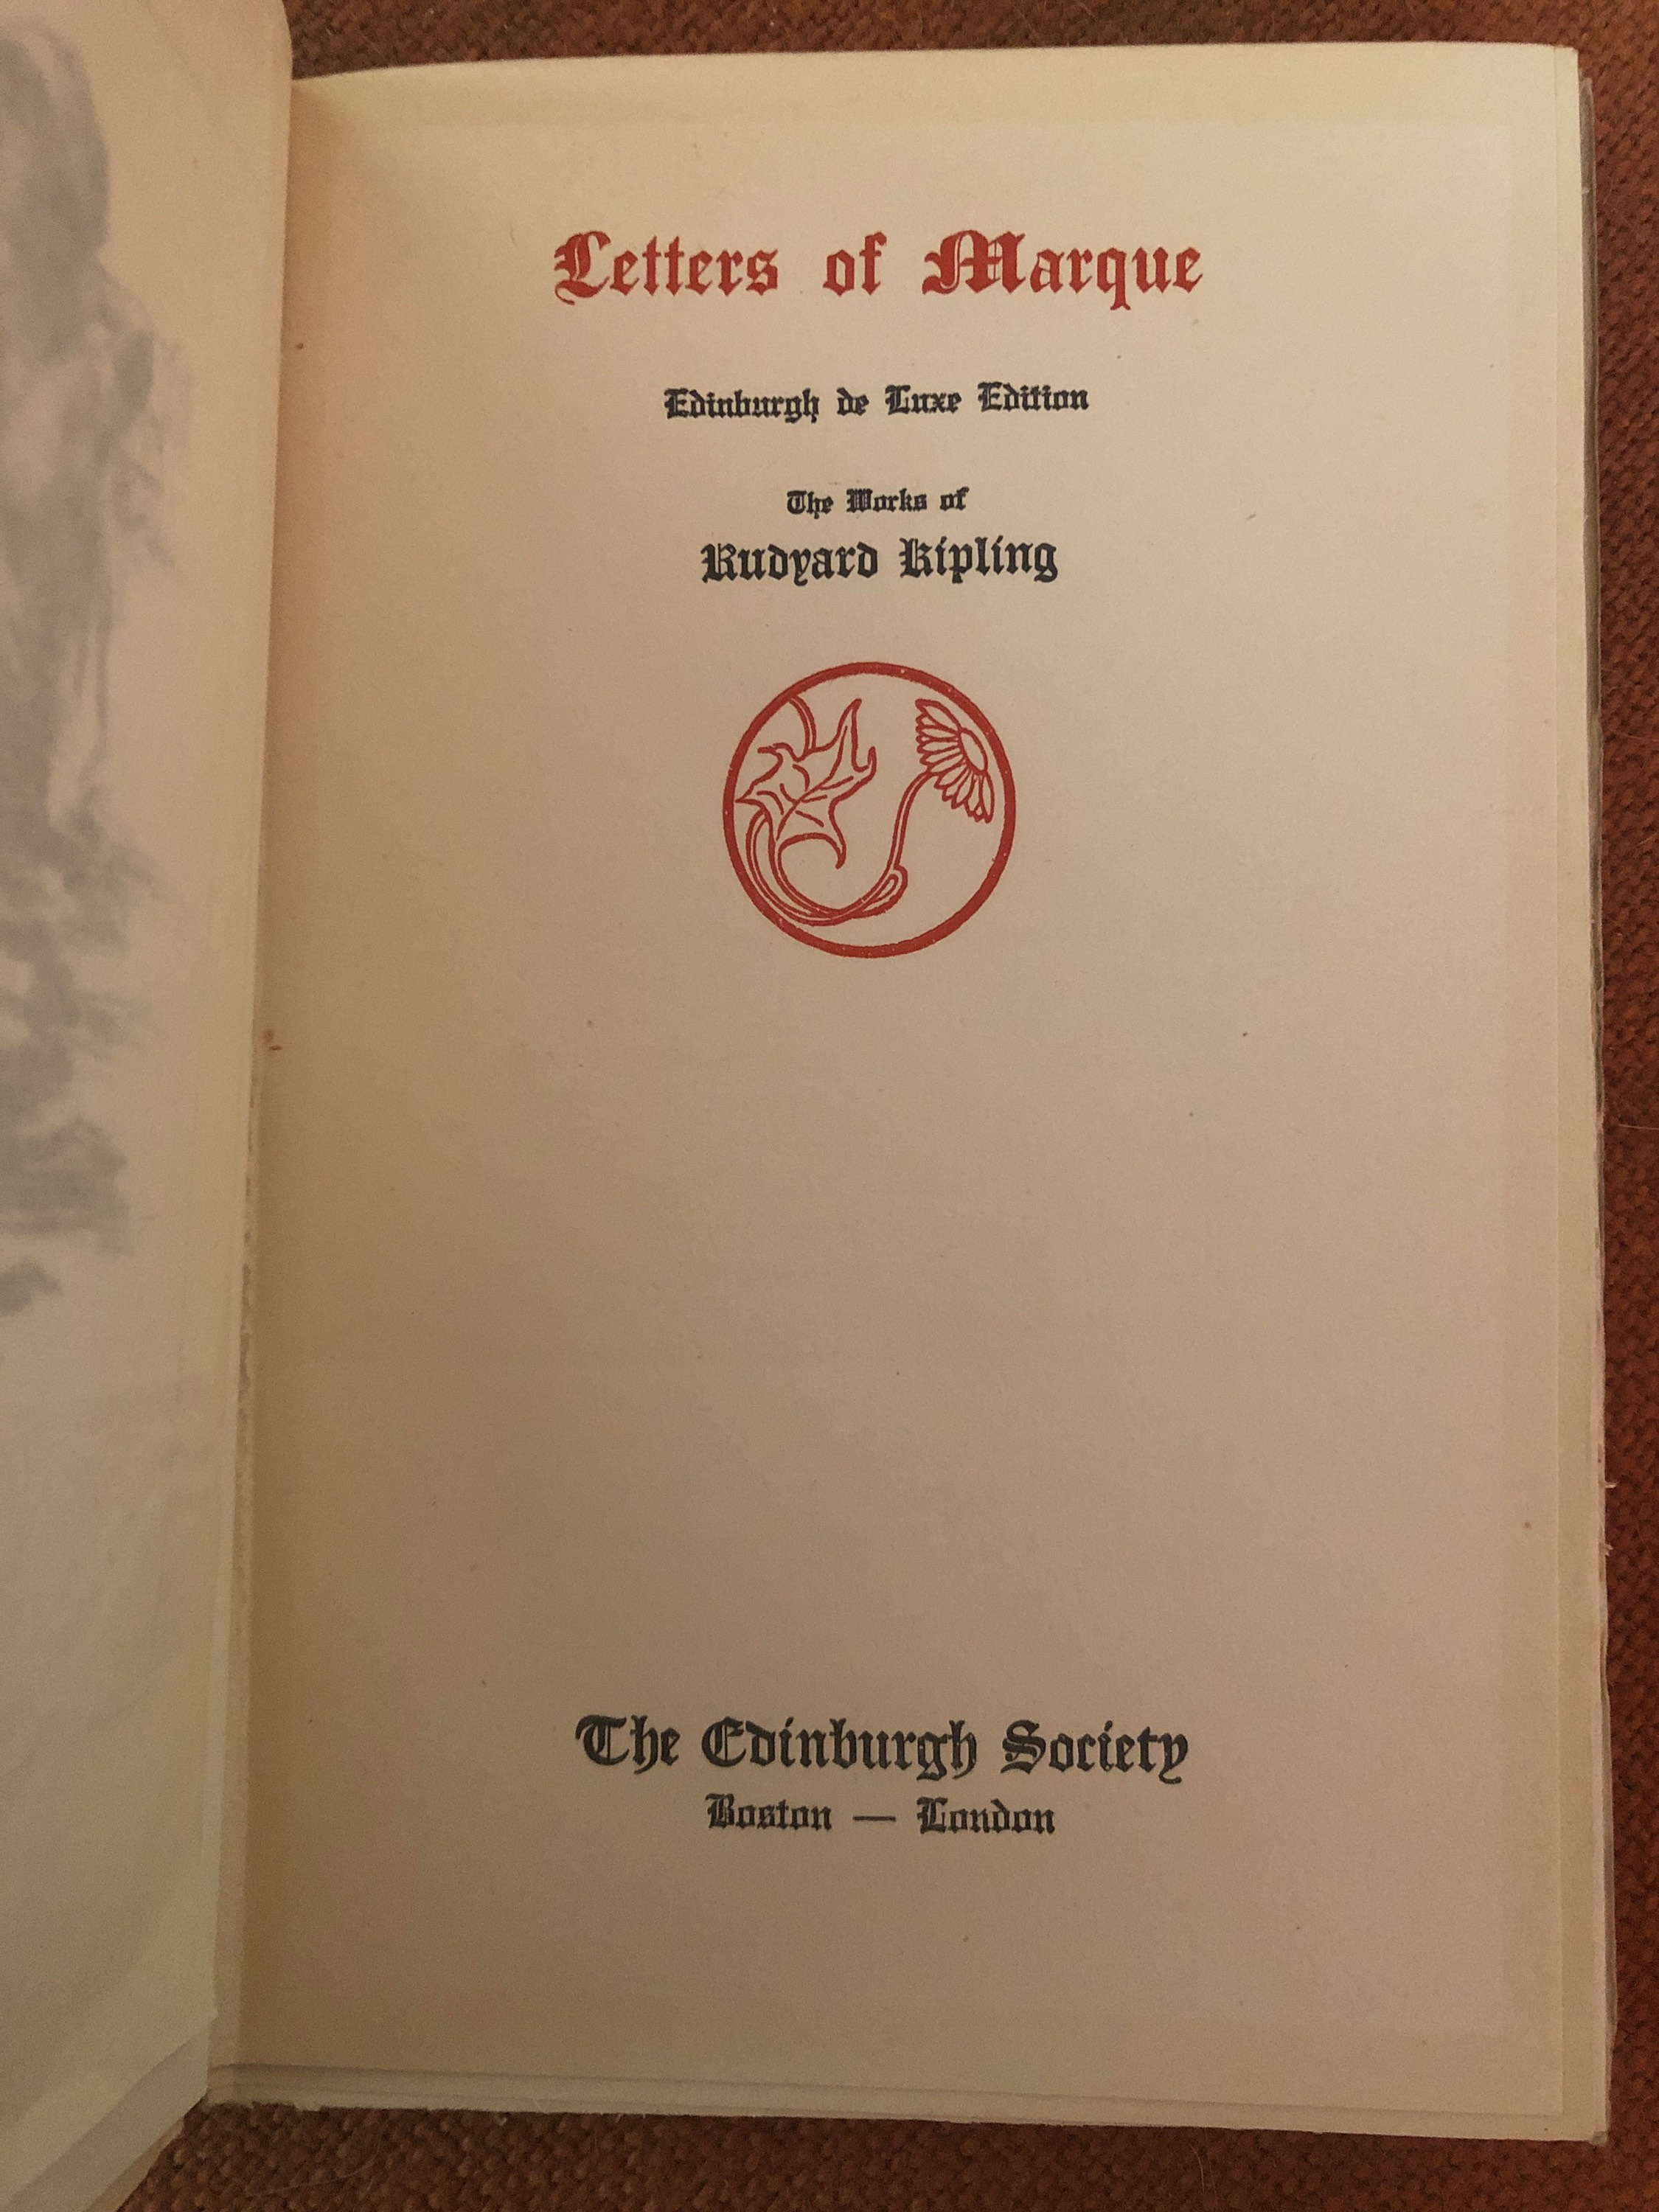 Letters of Marque
Edinburgh de Luxe Edition
The Works of
Rudyard Kipling
The Edinburgh Society
Boston — London